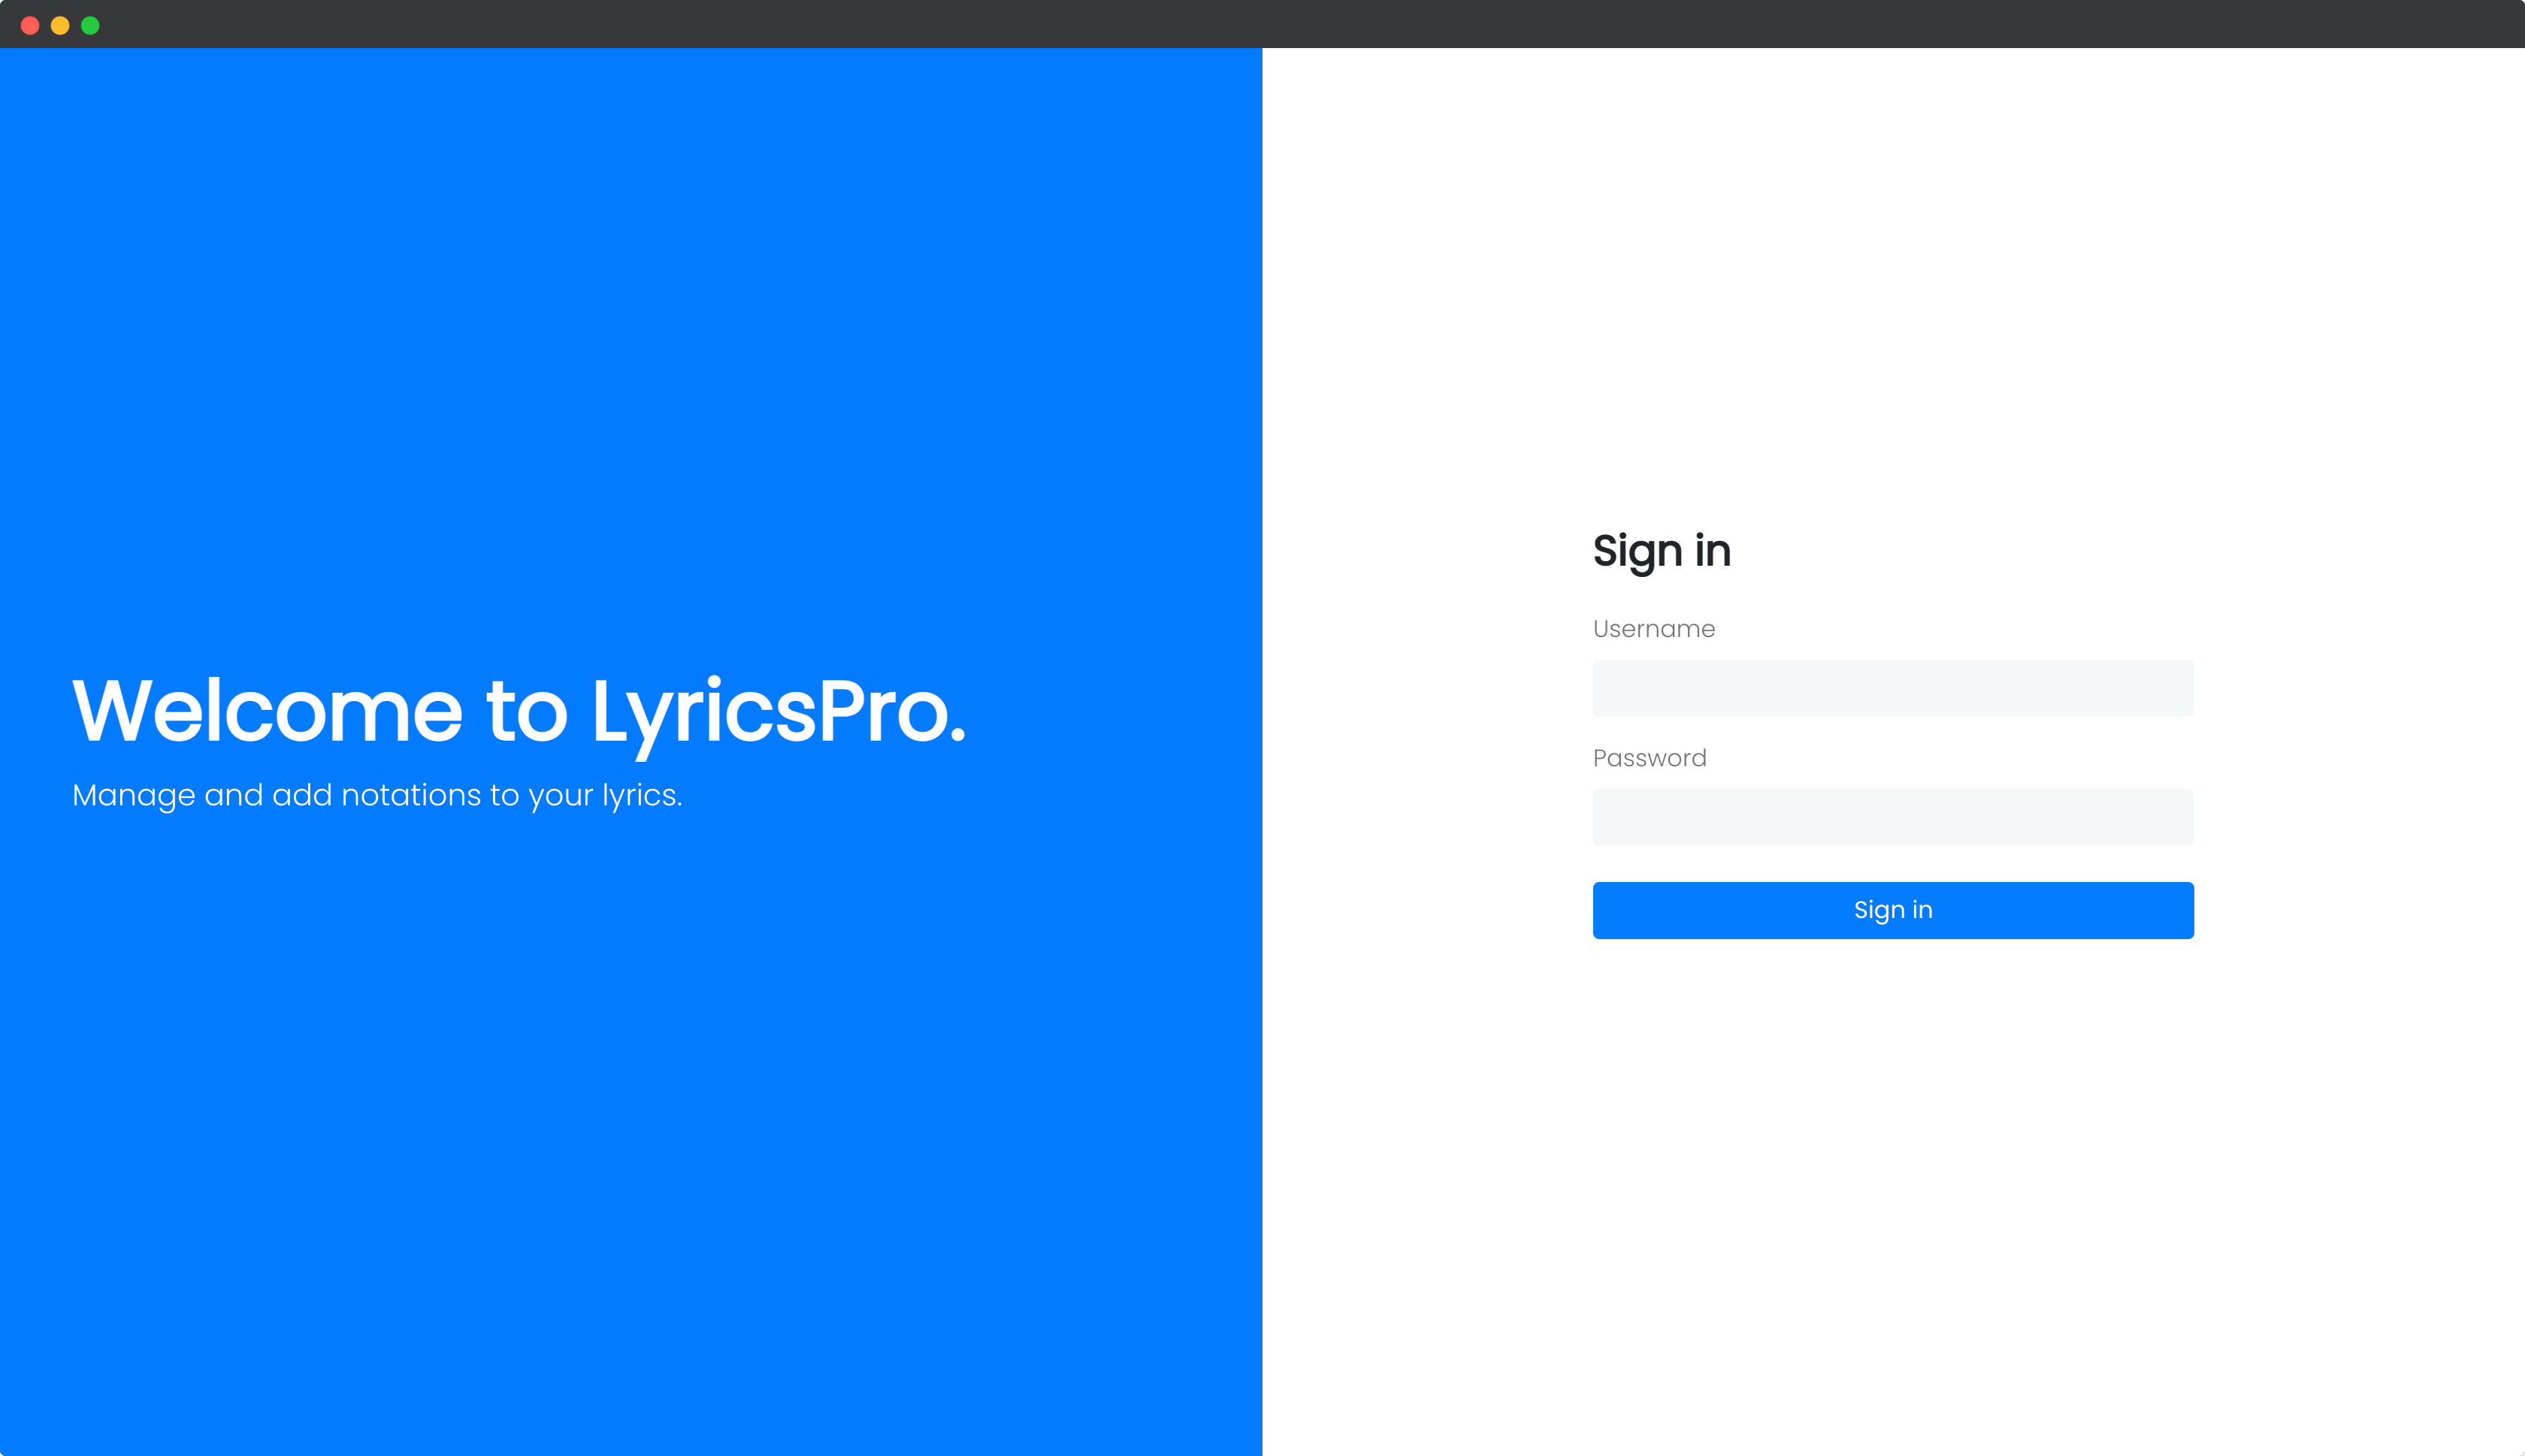 Welcome to LyricsPro.
Manage and add notations to your lyrics.
Sign in
Username
Password
Sign in